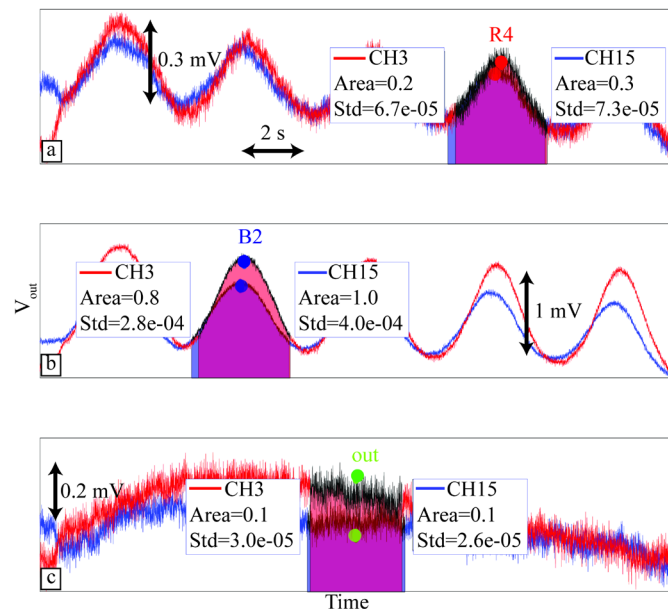 R4
0.3 mV
CH3
Area=0.2
Std=6.7e-05
CH15
Area=0.3
Std=7.3e-05
2 s
a
B2
CH3
Area=0.8
Std=2.8e-04
CH15
Area=1.0
Std=4.0e-04
1 mV
Vout
b
out
0.2 mV
CH3
Area=0.1
Std=3.0e-05
CH15
Area=0.1
Std=2.6e-05
c
Time